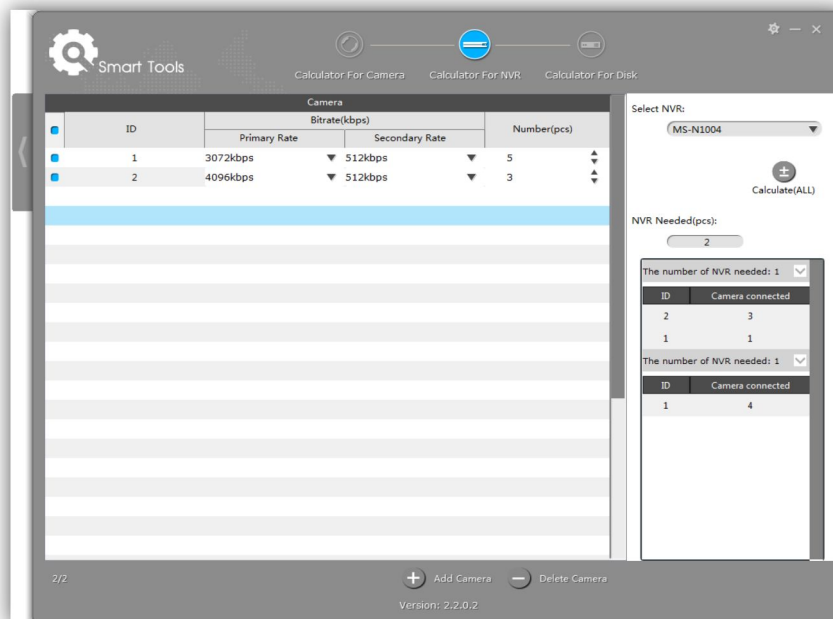 Smart Tools
Calculator For Camera Calculator For NVR Calculator For Disk
Camera
ID Bitrate(kbps) Number(pcs)
Primary Rate Secondary Rate
1 3072kbps 512kbps 5
2 4096kbps 512kbps 3
Select NVR:
MS-N1004
±
Calculate(ALL)
NVR Needed(pcs):
2
The number of NVR needed: 1
ID Camera connected
2 3
1 1
The number of NVR needed: 1
ID Camera connected
1 4
2/2 Add Camera Delete Camera
Version: 2.2.0.2